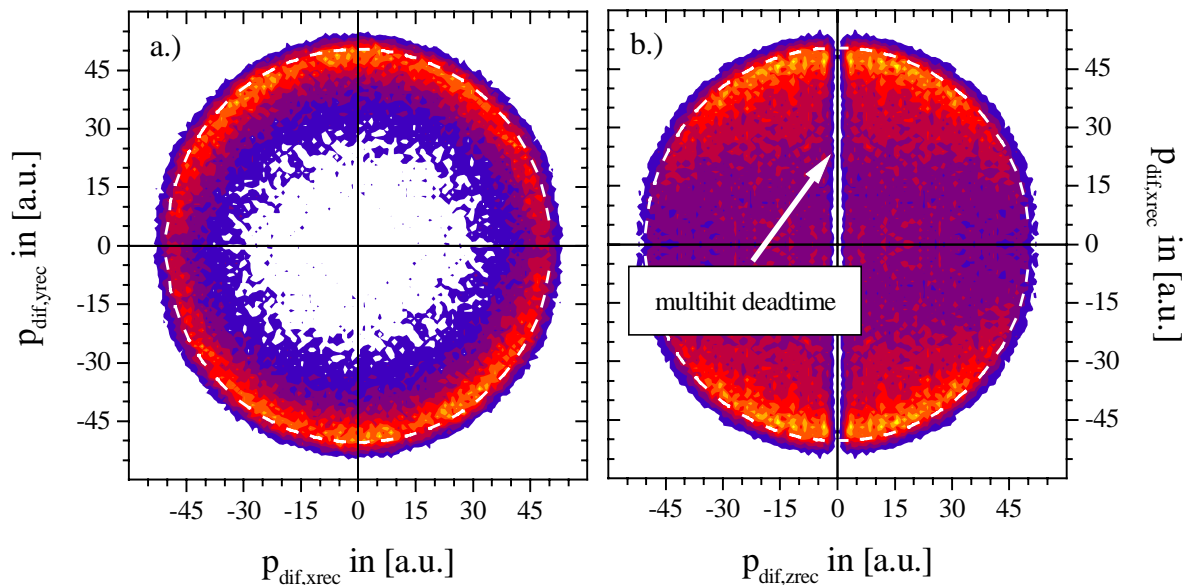 a.)
45
30
15
0
-15
-30
-45
p_dif,yrec in [a.u.]
-45 -30 -15 0 15 30 45
p_dif,xrec in [a.u.]
b.)
multihit deadtime
45
30
15
0
-15
-30
-45
p_dif,xrec in [a.u.]
-45 -30 -15 0 15 30 45
p_dif,zrec in [a.u.]